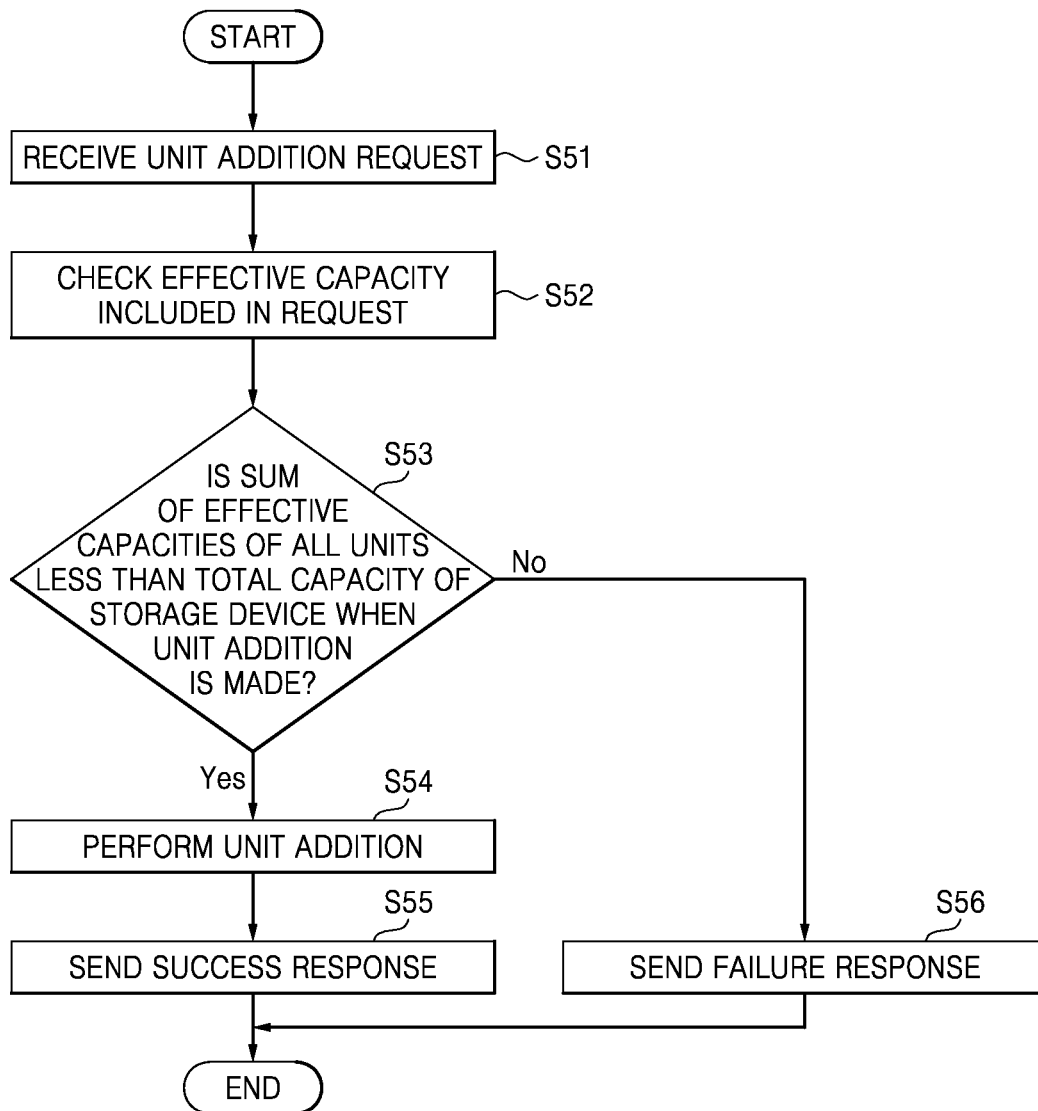 START
RECEIVE UNIT ADDITION REQUEST
S51
CHECK EFFECTIVE CAPACITY
INCLUDED IN REQUEST
S52
S53
IS SUM
OF EFFECTIVE
CAPACITIES OF ALL UNITS
LESS THAN TOTAL CAPACITY OF
STORAGE DEVICE WHEN
UNIT ADDITION
IS MADE?
No
Yes
S54
PERFORM UNIT ADDITION
S55
SEND SUCCESS RESPONSE
S56
SEND FAILURE RESPONSE
END